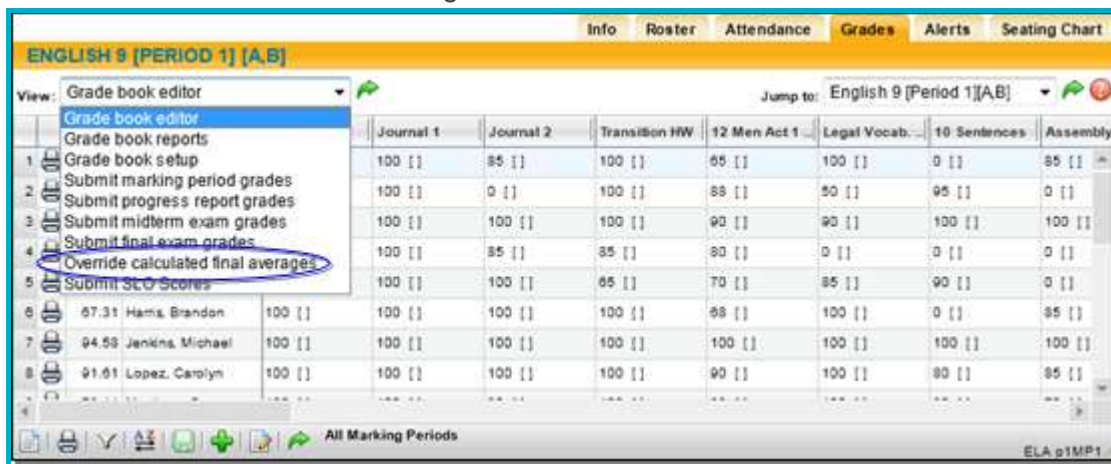 Info Roster Attendance Grades Alerts Seating Chart
ENGLISH 9 [PERIOD 1] [A,B]
View: Grade book editor Jump to: English 9 [Period 1][A,B]
Grade book editor
Grade book reports
Grade book setup
Submit marking period grades
Submit progress report grades
Submit midterm exam grades
Submit final exam grades
Override calculated final averages
Submit SLO Scores
Journal 1 Journal 2 Transition HW 12 Men Act 1 ... Legal Vocab. ... 10 Sentences Assembly
1 100 [] 85 [] 100 [] 65 [] 100 [] 0 [] 85 []
2 100 [] 0 [] 100 [] 88 [] 50 [] 95 [] 0 []
3 100 [] 100 [] 100 [] 90 [] 90 [] 100 [] 100 []
4 100 [] 85 [] 85 [] 80 [] 0 [] 0 [] 0 []
5 100 [] 100 [] 65 [] 70 [] 85 [] 90 [] 0 []
6 67.31 Harris, Brandon 100 [] 100 [] 100 [] 100 [] 68 [] 100 [] 0 [] 85 []
7 94.58 Jenkins, Michael 100 [] 100 [] 100 [] 100 [] 100 [] 100 [] 100 [] 100 []
8 91.61 Lopez, Carolyn 100 [] 100 [] 100 [] 100 [] 90 [] 100 [] 80 [] 85 []
All Marking Periods
ELA p1MP1